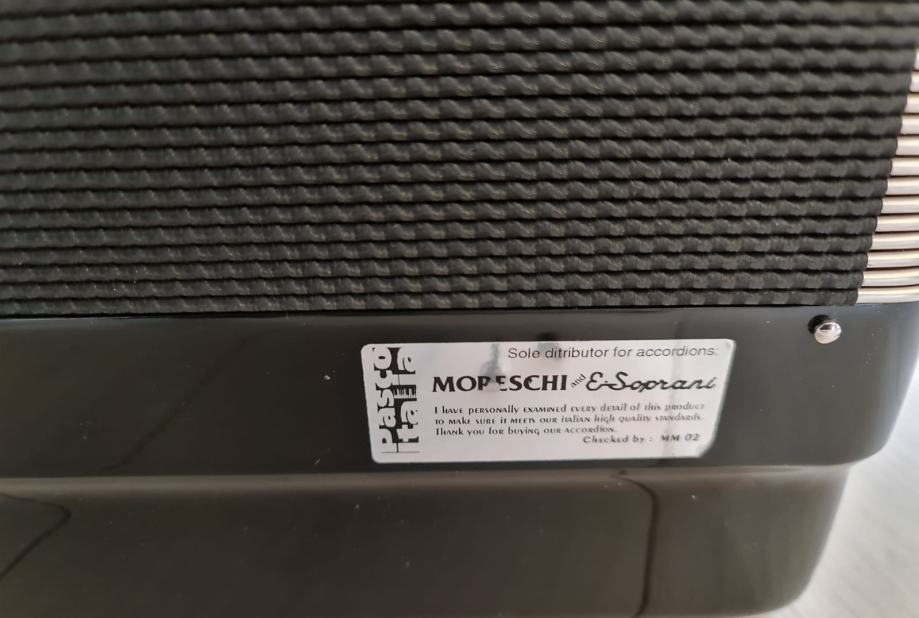 Pasco
Italia
Sole ditributor for accordions:
MORESCHI and E. Soprani
I have personally examined every detail of this product
to make sure it meets our italian high quality standards.
Thank you for buying our accordion.
Checked by : MM 02